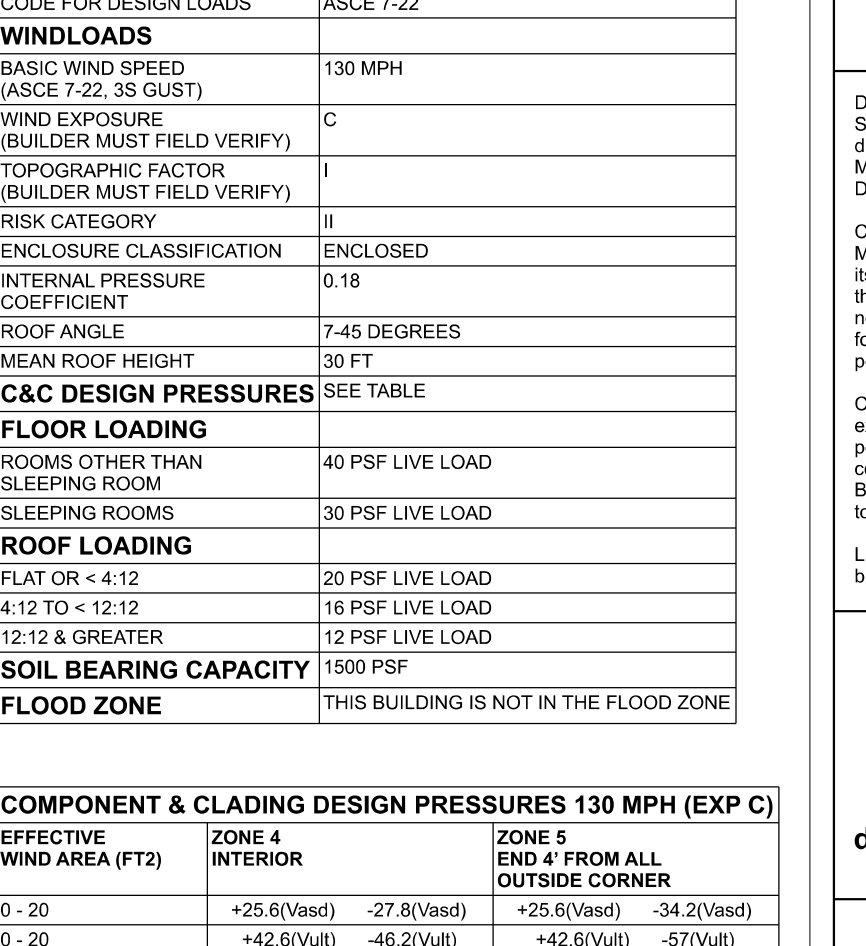 CODE FOR DESIGN LOADS ASCE 7-22
WINDLOADS
BASIC WIND SPEED 130 MPH
(ASCE 7-22, 3S GUST)
WIND EXPOSURE C
(BUILDER MUST FIELD VERIFY)
TOPOGRAPHIC FACTOR I
(BUILDER MUST FIELD VERIFY)
RISK CATEGORY II
ENCLOSURE CLASSIFICATION ENCLOSED
INTERNAL PRESSURE 0.18
COEFFICIENT
ROOF ANGLE 7-45 DEGREES
MEAN ROOF HEIGHT 30 FT
C&C DESIGN PRESSURES SEE TABLE
FLOOR LOADING
ROOMS OTHER THAN 40 PSF LIVE LOAD
SLEEPING ROOM
SLEEPING ROOMS 30 PSF LIVE LOAD
ROOF LOADING
FLAT OR < 4:12 20 PSF LIVE LOAD
4:12 TO < 12:12 16 PSF LIVE LOAD
12:12 & GREATER 12 PSF LIVE LOAD
SOIL BEARING CAPACITY 1500 PSF
FLOOD ZONE THIS BUILDING IS NOT IN THE FLOOD ZONE
COMPONENT & CLADING DESIGN PRESSURES 130 MPH (EXP C)
EFFECTIVE ZONE 4 ZONE 5
WIND AREA (FT2) INTERIOR END 4’ FROM ALL
OUTSIDE CORNER
0 - 20 +25.6(Vasd) -27.8(Vasd) +25.6(Vasd) -34.2(Vasd)
0 - 20 +42.6(Vult) -46.2(Vult) +42.6(Vult) -57(Vult)